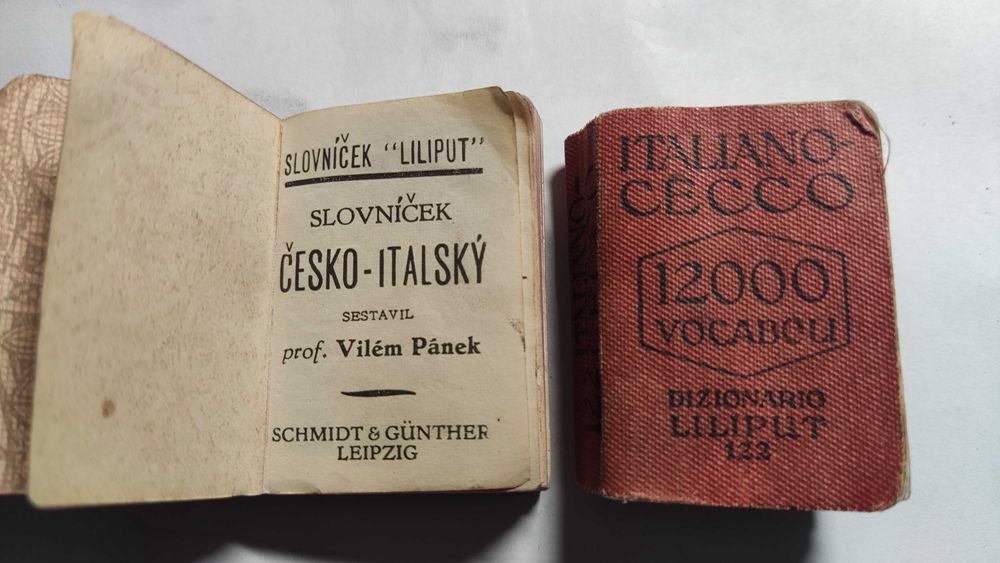 SLOVNÍČEK "LILIPUT"
SLOVNÍČEK
ČESKO-ITALSKÝ
SESTAVIL
prof. Vilém Pánek
SCHMIDT & GÜNTHER
LEIPZIG
ITALIANO-
CECCO
12000
VOCABOLI
DIZIONARIO
LILIPUT
122